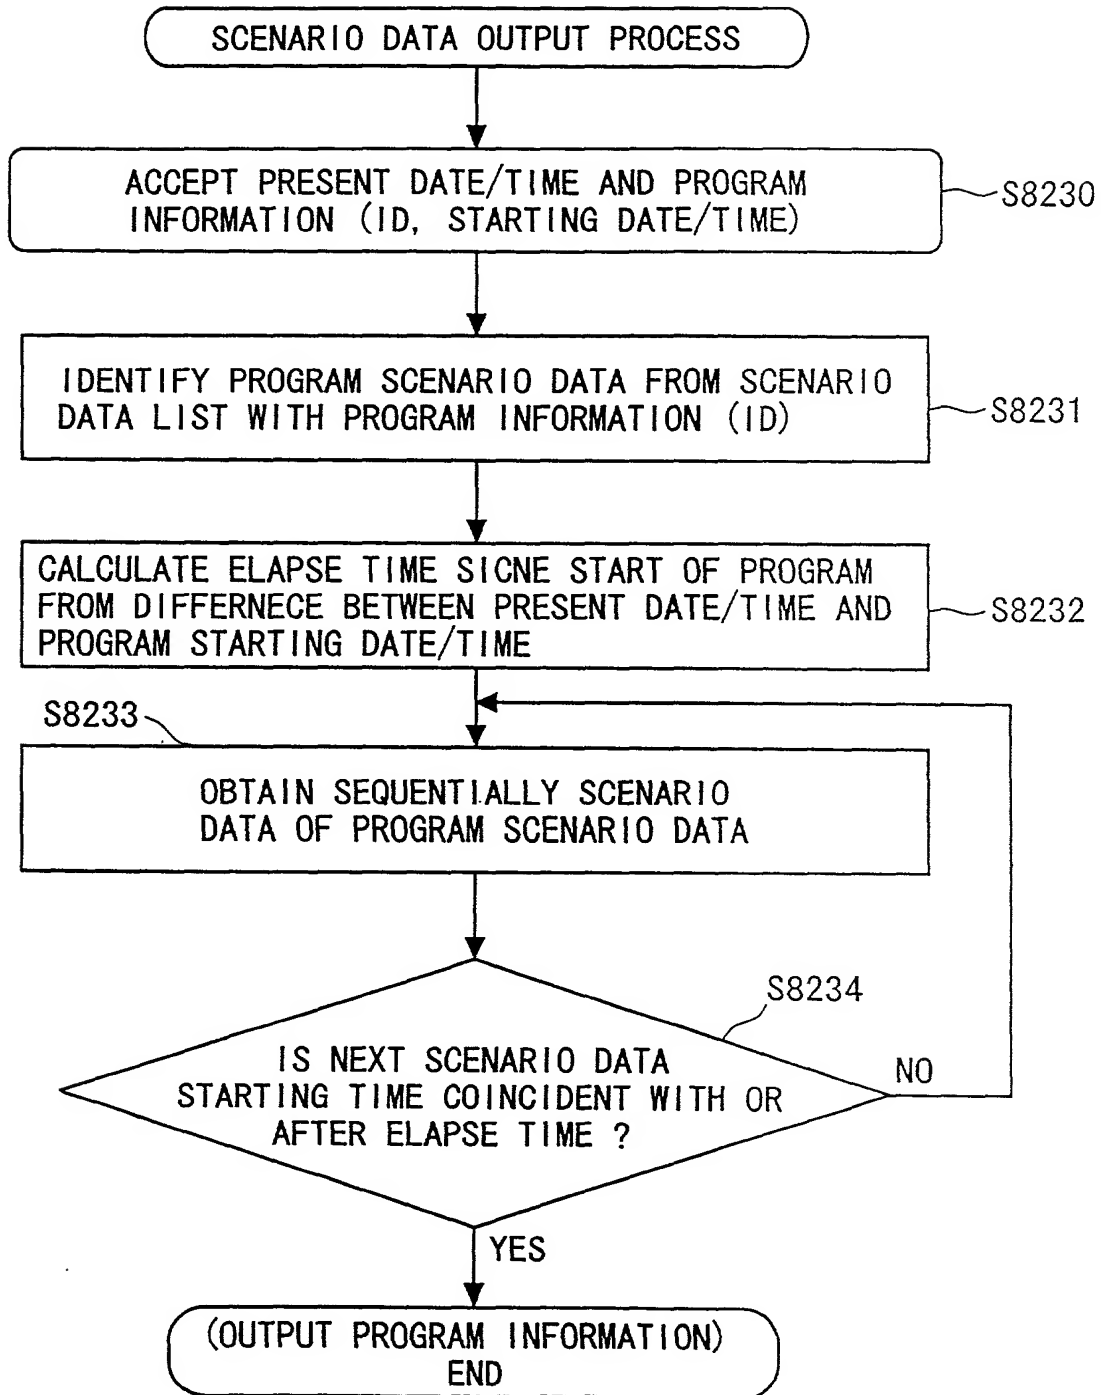 SCENARIO DATA OUTPUT PROCESS
ACCEPT PRESENT DATE/TIME AND PROGRAM
INFORMATION (ID, STARTING DATE/TIME)
S8230
IDENTIFY PROGRAM SCENARIO DATA FROM SCENARIO
DATA LIST WITH PROGRAM INFORMATION (ID)
S8231
CALCULATE ELAPSE TIME SICNE START OF PROGRAM
FROM DIFFERNECE BETWEEN PRESENT DATE/TIME AND
PROGRAM STARTING DATE/TIME
S8232
S8233
OBTAIN SEQUENTIALLY SCENARIO
DATA OF PROGRAM SCENARIO DATA
S8234
IS NEXT SCENARIO DATA
STARTING TIME COINCIDENT WITH OR
AFTER ELAPSE TIME ?
NO
YES
(OUTPUT PROGRAM INFORMATION)
END